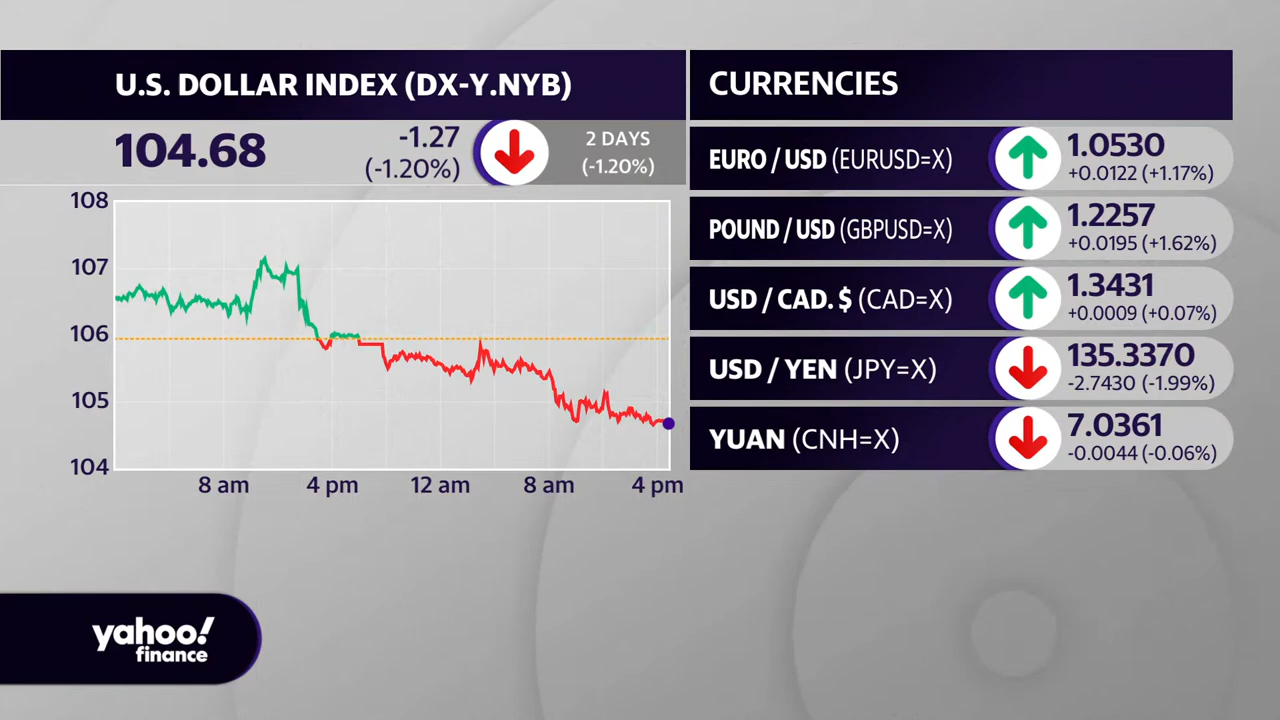 U.S. DOLLAR INDEX (DX-Y.NYB)
104.68
-1.27
(-1.20%)
2 DAYS
(-1.20%)
108
107
106
105
104
8 am 4 pm 12 am 8 am 4 pm
CURRENCIES
EURO / USD (EURUSD=X)
1.0530
+0.0122 (+1.17%)
POUND / USD (GBPUSD=X)
1.2257
+0.0195 (+1.62%)
USD / CAD. $ (CAD=X)
1.3431
+0.0009 (+0.07%)
USD / YEN (JPY=X)
135.3370
-2.7430 (-1.99%)
YUAN (CNH=X)
7.0361
-0.0044 (-0.06%)
yahoo!
finance